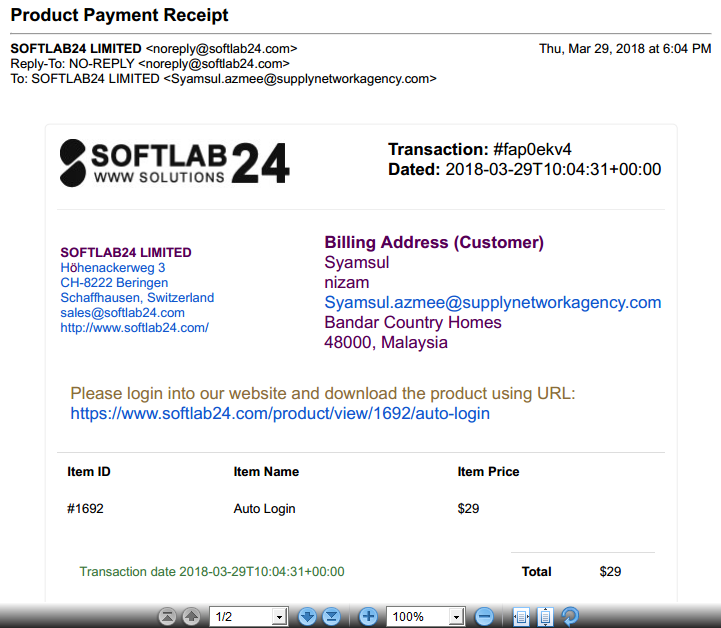 Product Payment Receipt
SOFTLAB24 LIMITED <noreply@softlab24.com>
Thu, Mar 29, 2018 at 6:04 PM
Reply-To: NO-REPLY <noreply@softlab24.com>
To: SOFTLAB24 LIMITED <Syamsul.azmee@supplynetworkagency.com>
SOFTLAB 24
WWW SOLUTIONS
Transaction: #fap0ekv4
Dated: 2018-03-29T10:04:31+00:00
SOFTLAB24 LIMITED
Höhenackerweg 3
CH-8222 Beringen
Schaffhausen, Switzerland
sales@softlab24.com
http://www.softlab24.com/
Billing Address (Customer)
Syamsul
nizam
Syamsul.azmee@supplynetworkagency.com
Bandar Country Homes
48000, Malaysia
Please login into our website and download the product using URL:
https://www.softlab24.com/product/view/1692/auto-login
Item ID Item Name Item Price
#1692 Auto Login $29
Transaction date 2018-03-29T10:04:31+00:00
Total $29
1/2 100%